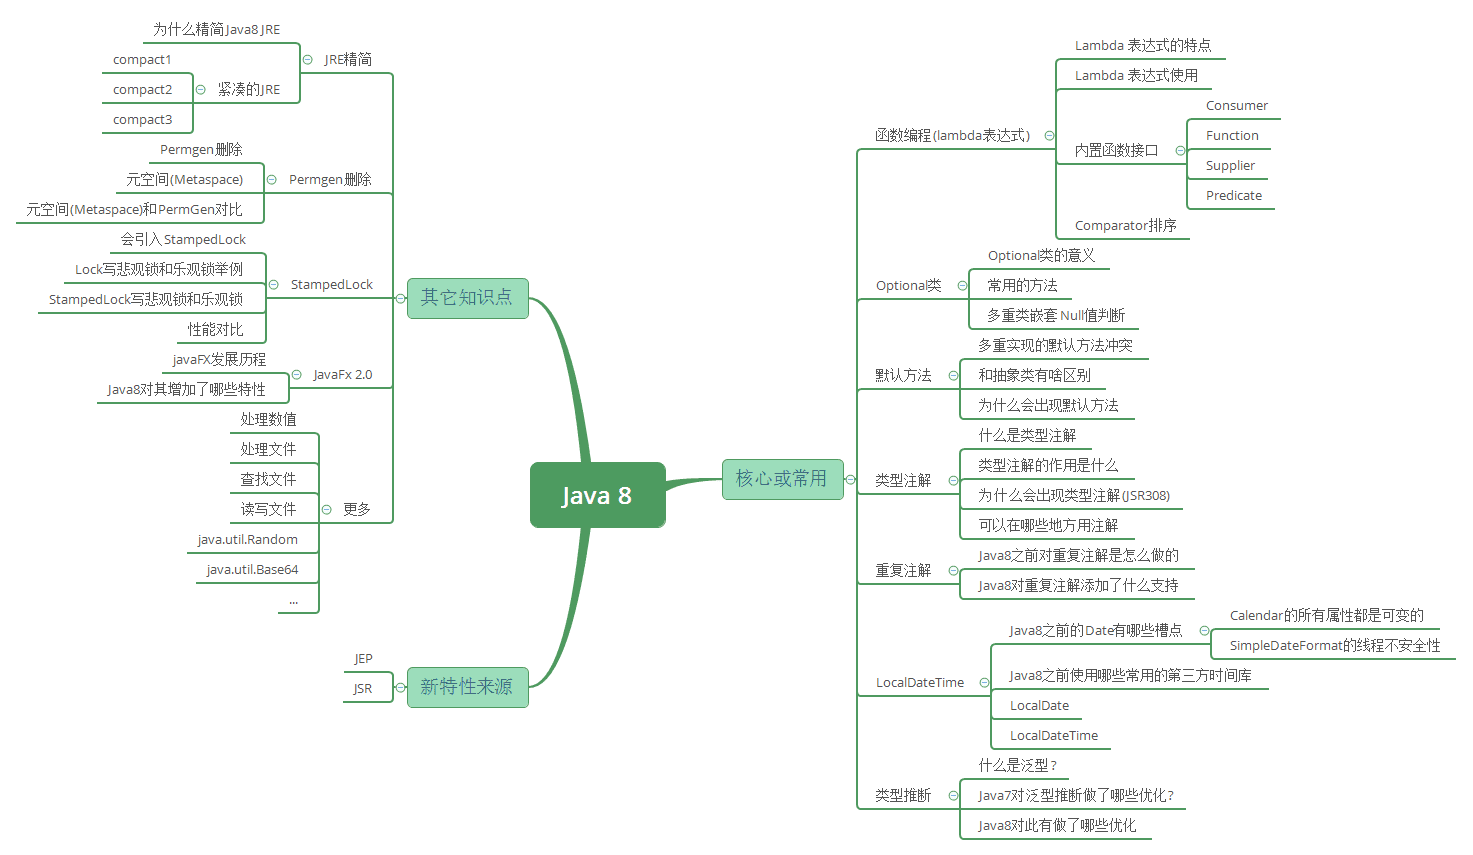 Java 8
核心或常用
函数编程(lambda表达式)
Lambda 表达式的特点
Lambda 表达式使用
内置函数接口
Consumer
Function
Supplier
Predicate
Comparator排序
Optional类
Optional类的意义
常用的方法
多重类嵌套 Null值判断
默认方法
多重实现的默认方法冲突
和抽象类有啥区别
为什么会出现默认方法
类型注解
什么是类型注解
类型注解的作用是什么
为什么会出现类型注解(JSR308)
可以在哪些地方用注解
重复注解
Java8之前对重复注解是怎么做的
Java8对重复注解添加了什么支持
LocalDateTime
Java8之前的Date有哪些槽点
Calendar的所有属性都是可变的
SimpleDateFormat的线程不安全性
Java8之前使用哪些常用的第三方时间库
LocalDate
LocalDateTime
类型推断
什么是泛型?
Java7对泛型推断做了哪些优化?
Java8对此有做了哪些优化
其它知识点
JRE精简
为什么精简Java8 JRE
紧凑的JRE
compact1
compact2
compact3
Permgen删除
Permgen删除
元空间(Metaspace)
元空间(Metaspace)和PermGen对比
StampedLock
会引入StampedLock
Lock写悲观锁和乐观锁举例
StampedLock写悲观锁和乐观锁
性能对比
JavaFx 2.0
javaFX发展历程
Java8对其增加了哪些特性
更多
处理数值
处理文件
查找文件
读写文件
java.util.Random
java.util.Base64
...
新特性来源
JEP
JSR